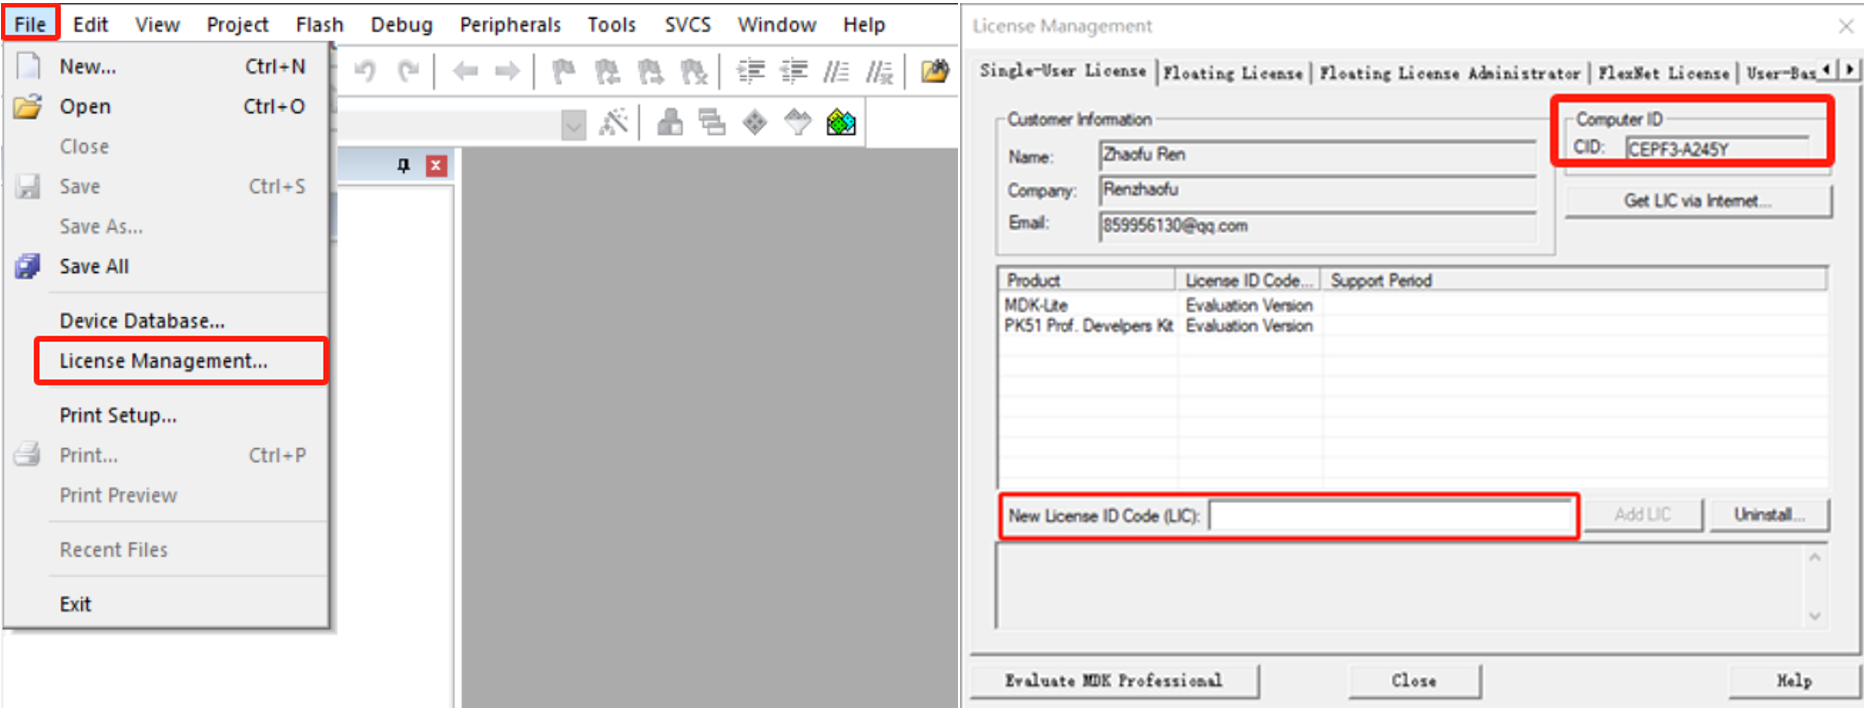 File Edit View Project Flash Debug Peripherals Tools SVCS Window Help
New... Ctrl+N
Open Ctrl+O
Close
Save Ctrl+S
Save As...
Save All
Device Database...
License Management...
Print Setup...
Print... Ctrl+P
Print Preview
Recent Files
Exit
License Management
Single-User License Floating License Floating License Administrator FlexNet License User-Bas
Customer Information
Name: Zhaofu Ren
Company: Renzhaofu
Email: 859956130@qq.com
Computer ID
CID: CEPF3-A245Y
Get LIC via Internet...
Product License ID Code... Support Period
MDK-Lite Evaluation Version
PK51 Prof. Develpers Kit Evaluation Version
New License ID Code (LIC): Add LIC Uninstall...
Evaluate MDK Professional Close Help